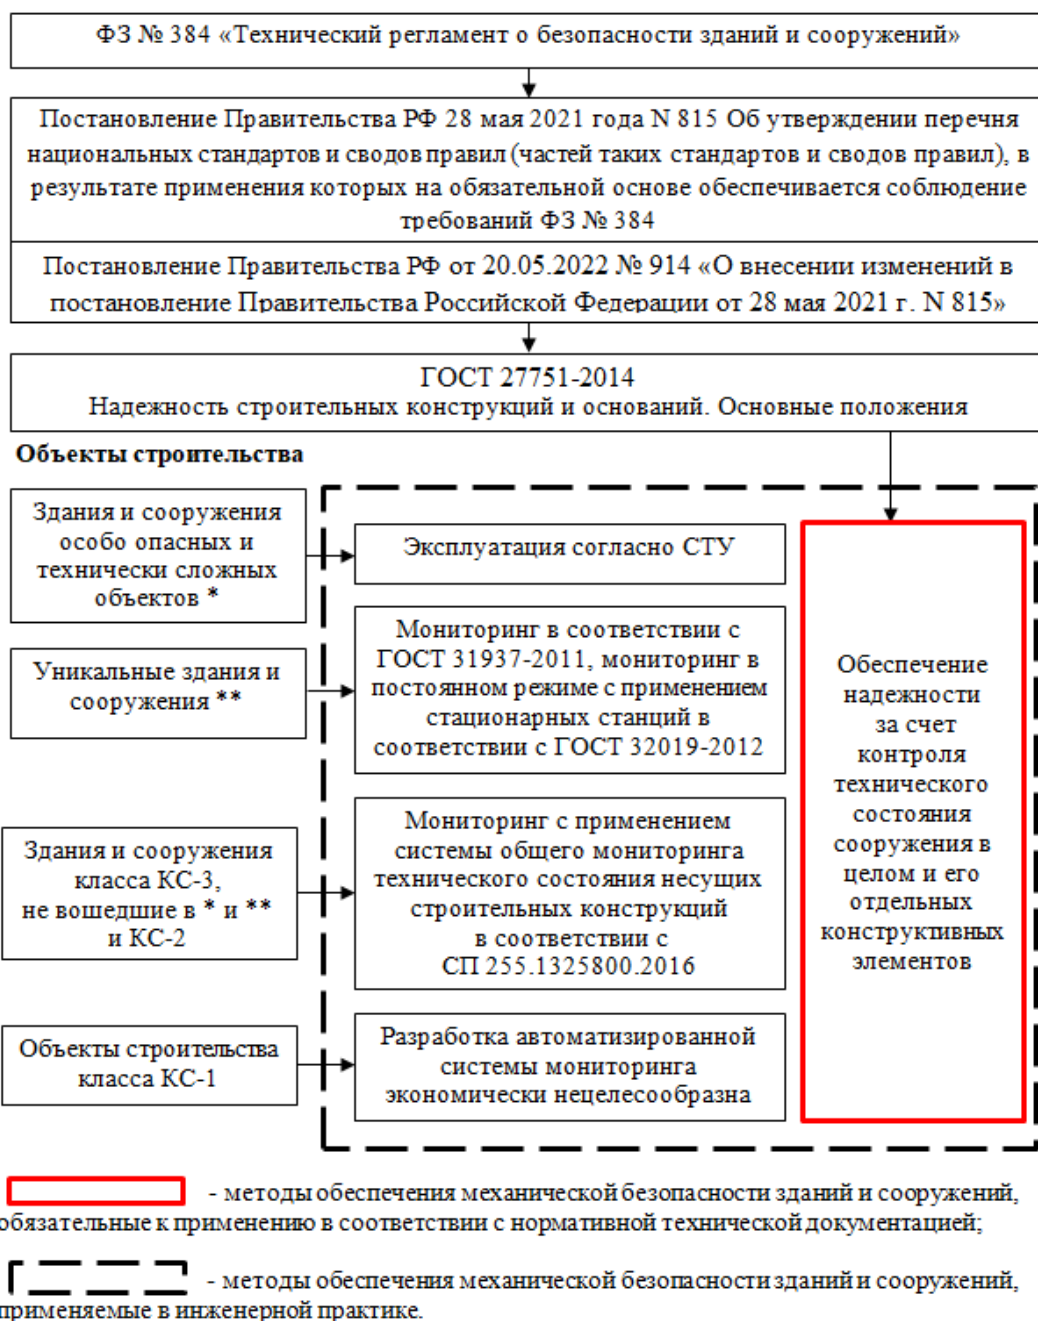 ФЗ № 384 «Технический регламент о безопасности зданий и сооружений»
Постановление Правительства РФ 28 мая 2021 года N 815 Об утверждении перечня
национальных стандартов и сводов правил (частей таких стандартов и сводов правил), в
результате применения которых на обязательной основе обеспечивается соблюдение
требований ФЗ № 384
Постановление Правительства РФ от 20.05.2022 № 914 «О внесении изменений в
постановление Правительства Российской Федерации от 28 мая 2021 г. N 815»
ГОСТ 27751-2014
Надежность строительных конструкций и оснований. Основные положения
Объекты строительства
Здания и сооружения
особо опасных и
технически сложных
объектов *
Эксплуатация согласно СТУ
Уникальные здания и
сооружения **
Мониторинг в соответствии с
ГОСТ 31937-2011, мониторинг в
постоянном режиме с применением
стационарных станций в
соответствии с ГОСТ 32019-2012
Здания и сооружения
класса КС-3,
не вошедшие в * и **
и КС-2
Мониторинг с применением
системы общего мониторинга
технического состояния несущих
строительных конструкций
в соответствии с
СП 255.1325800.2016
Объекты строительства
класса КС-1
Разработка автоматизированной
системы мониторинга
экономически нецелесообразна
Обеспечение
надежности
за счет
контроля
технического
состояния
сооружения в
целом и его
отдельных
конструктивных
элементов
- методы обеспечения механической безопасности зданий и сооружений,
обязательные к применению в соответствии с нормативной технической документацией;
- методы обеспечения механической безопасности зданий и сооружений,
применяемые в инженерной практике.